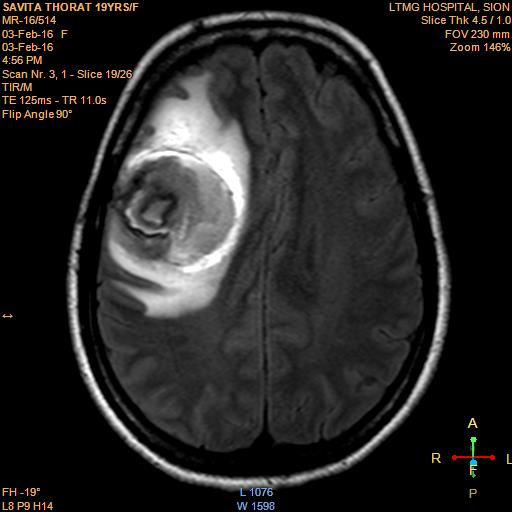 SAVITA THORAT 19YRS/F
MR-16/514
03-Feb-16 F
03-Feb-16
4:56 PM
Scan Nr. 3, 1 - Slice 19/26
TIR/M
TE 125ms - TR 11.0s
Flip Angle 90°
LTMG HOSPITAL, SION
Slice Thk 4.5 / 1.0
FOV 230 mm
Zoom 146%
A
R
L
F
P
FH -19°
L8 P9 H14
L 1076
W 1598